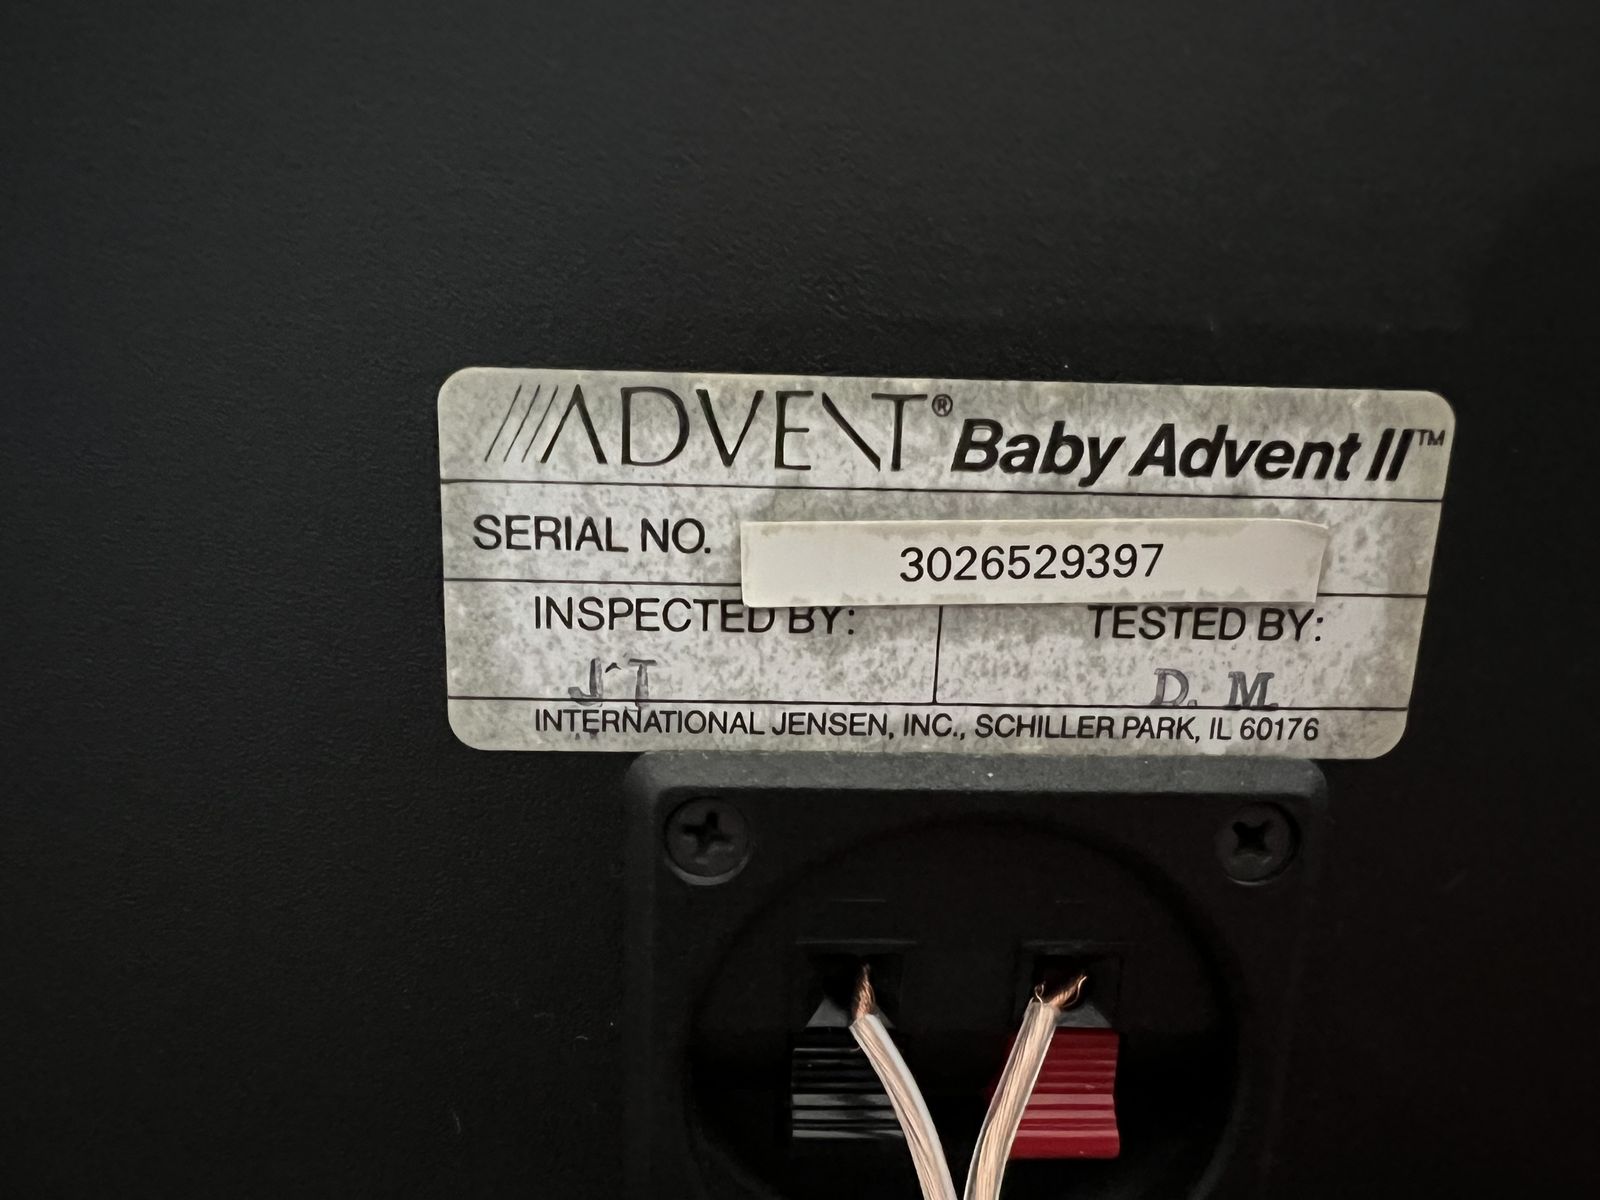 ADVENT® Baby Advent II™
SERIAL NO. 3026529397
INSPECTED BY: TESTED BY:
J T D. M.
INTERNATIONAL JENSEN, INC., SCHILLER PARK, IL 60176